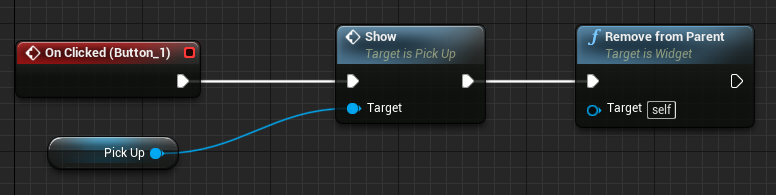 On Clicked (Button_1)
Show
Target is Pick Up
Target
Pick Up
Remove from Parent
Target is Widget
Target self